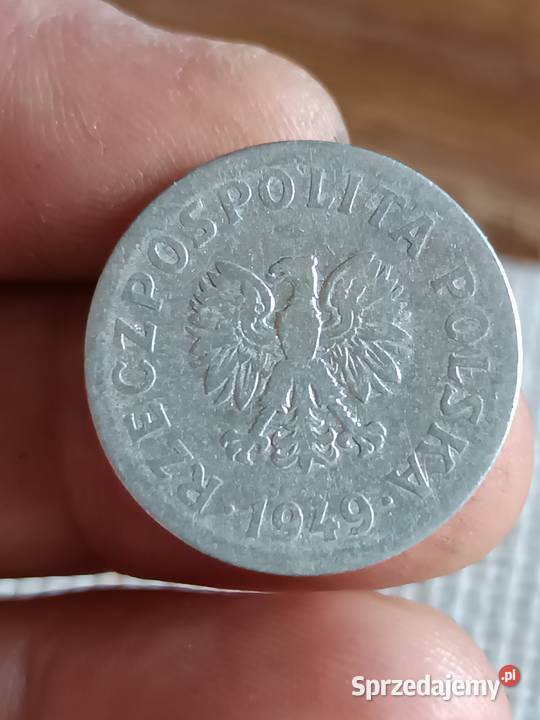 RZECZPOSPOLITA POLSKA
· 1949 ·
Sprzedajemy.pl